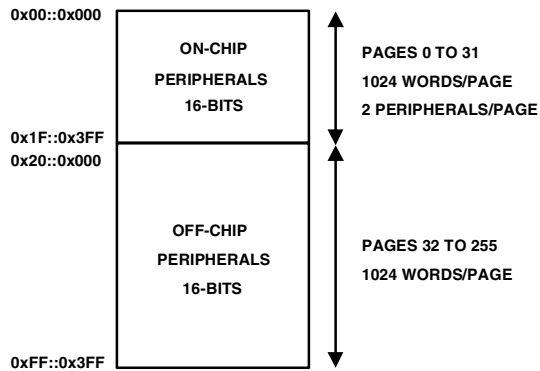 0x00::0x000
ON-CHIP
PERIPHERALS
16-BITS
PAGES 0 TO 31
1024 WORDS/PAGE
2 PERIPHERALS/PAGE
0x1F::0x3FF
0x20::0x000
OFF-CHIP
PERIPHERALS
16-BITS
PAGES 32 TO 255
1024 WORDS/PAGE
0xFF::0x3FF